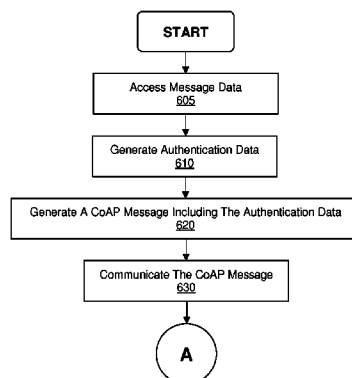 START
Access Message Data
605
Generate Authentication Data
610
Generate A CoAP Message Including The Authentication Data
620
Communicate The CoAP Message
630
A